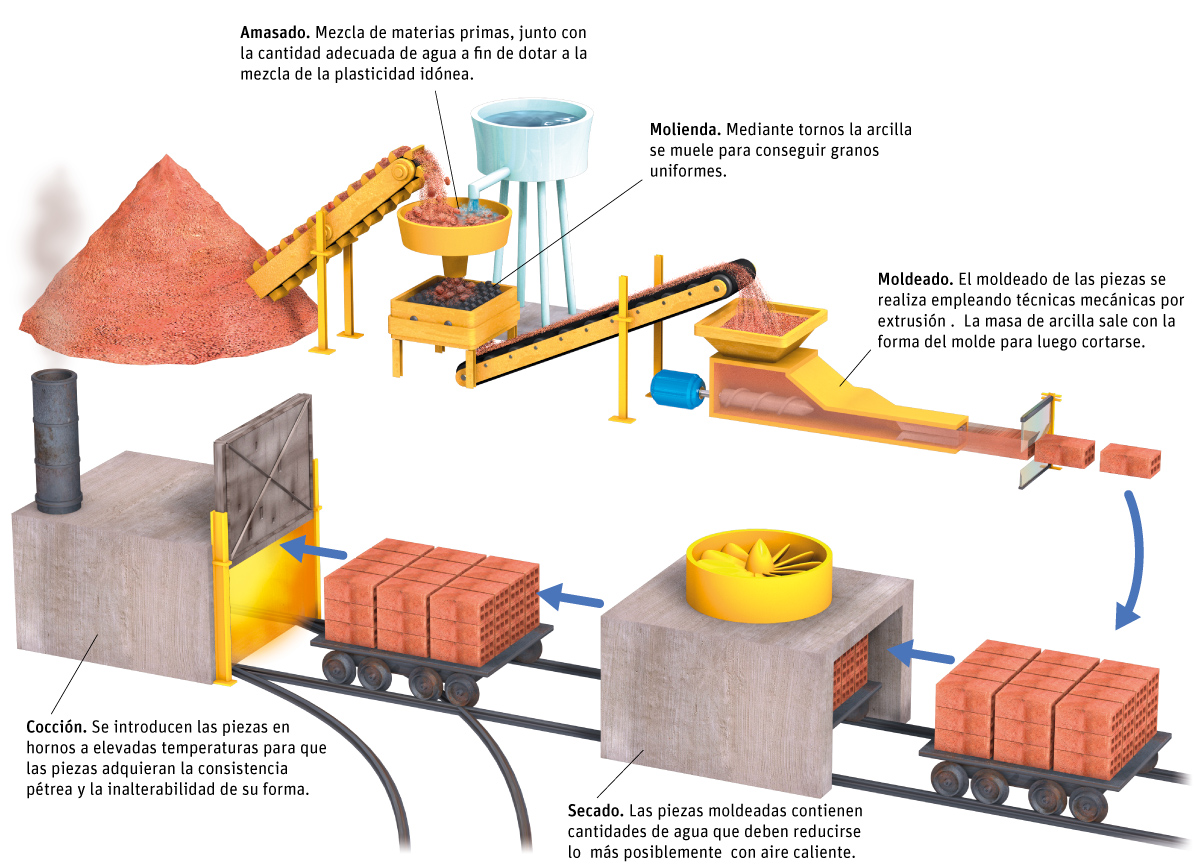 Amasado. Mezcla de materias primas, junto con
la cantidad adecuada de agua a fin de dotar a la
mezcla de la plasticidad idónea.
Molienda. Mediante tornos la arcilla
se muele para conseguir granos
uniformes.
Moldeado. El moldeado de las piezas se
realiza empleando técnicas mecánicas por
extrusión . La masa de arcilla sale con la
forma del molde para luego cortarse.
Cocción. Se introducen las piezas en
hornos a elevadas temperaturas para que
las piezas adquieran la consistencia
pétrea y la inalterabilidad de su forma.
Secado. Las piezas moldeadas contienen
cantidades de agua que deben reducirse
lo más posiblemente con aire caliente.